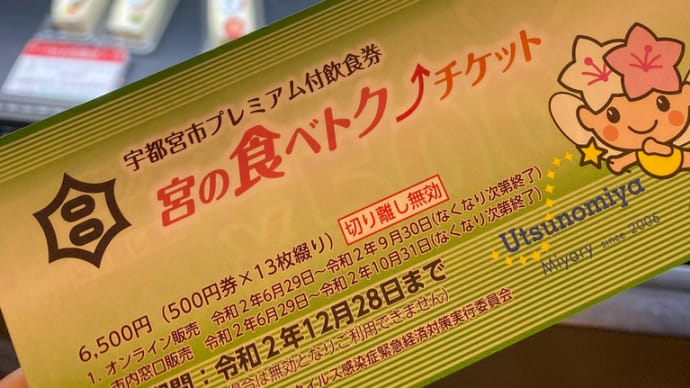 宇都宮市プレミアム付飲食券
宮の食べトク チケット
切り離し無効
6,500円（500円券×13枚綴り）
1. オンライン販売 令和2年6月29日～令和2年9月30日(なくなり次第終了)
市内窓口販売 令和2年6月29日～令和2年10月31日(なくなり次第終了)
期間：令和2年12月28日まで
合は無効となりご利用できません）
イルス感染症緊急経済対策実行委員会
Utsunomiya
Miyary since 2006